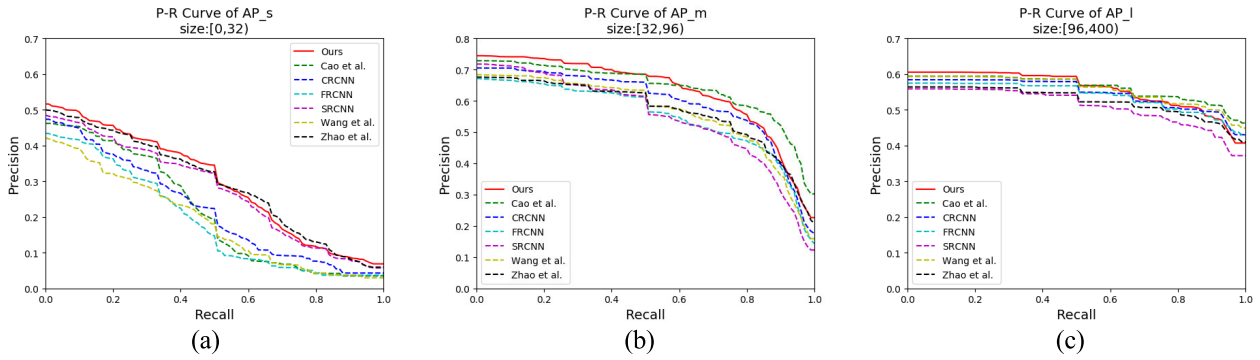 P-R Curve of AP_s
size:[0,32)
Precision
0.7
0.6
0.5
0.4
0.3
0.2
0.1
0.0
0.0 0.2 0.4 0.6 0.8 1.0
Recall
Ours
Cao et al.
CRCNN
FRCNN
SRCNN
Wang et al.
Zhao et al.
(a)
P-R Curve of AP_m
size:[32,96)
Precision
0.8
0.7
0.6
0.5
0.4
0.3
0.2
0.1
0.0
0.0 0.2 0.4 0.6 0.8 1.0
Recall
Ours
Cao et al.
CRCNN
FRCNN
SRCNN
Wang et al.
Zhao et al.
(b)
P-R Curve of AP_l
size:[96,400)
Precision
0.7
0.6
0.5
0.4
0.3
0.2
0.1
0.0
0.0 0.2 0.4 0.6 0.8 1.0
Recall
Ours
Cao et al.
CRCNN
FRCNN
SRCNN
Wang et al.
Zhao et al.
(c)